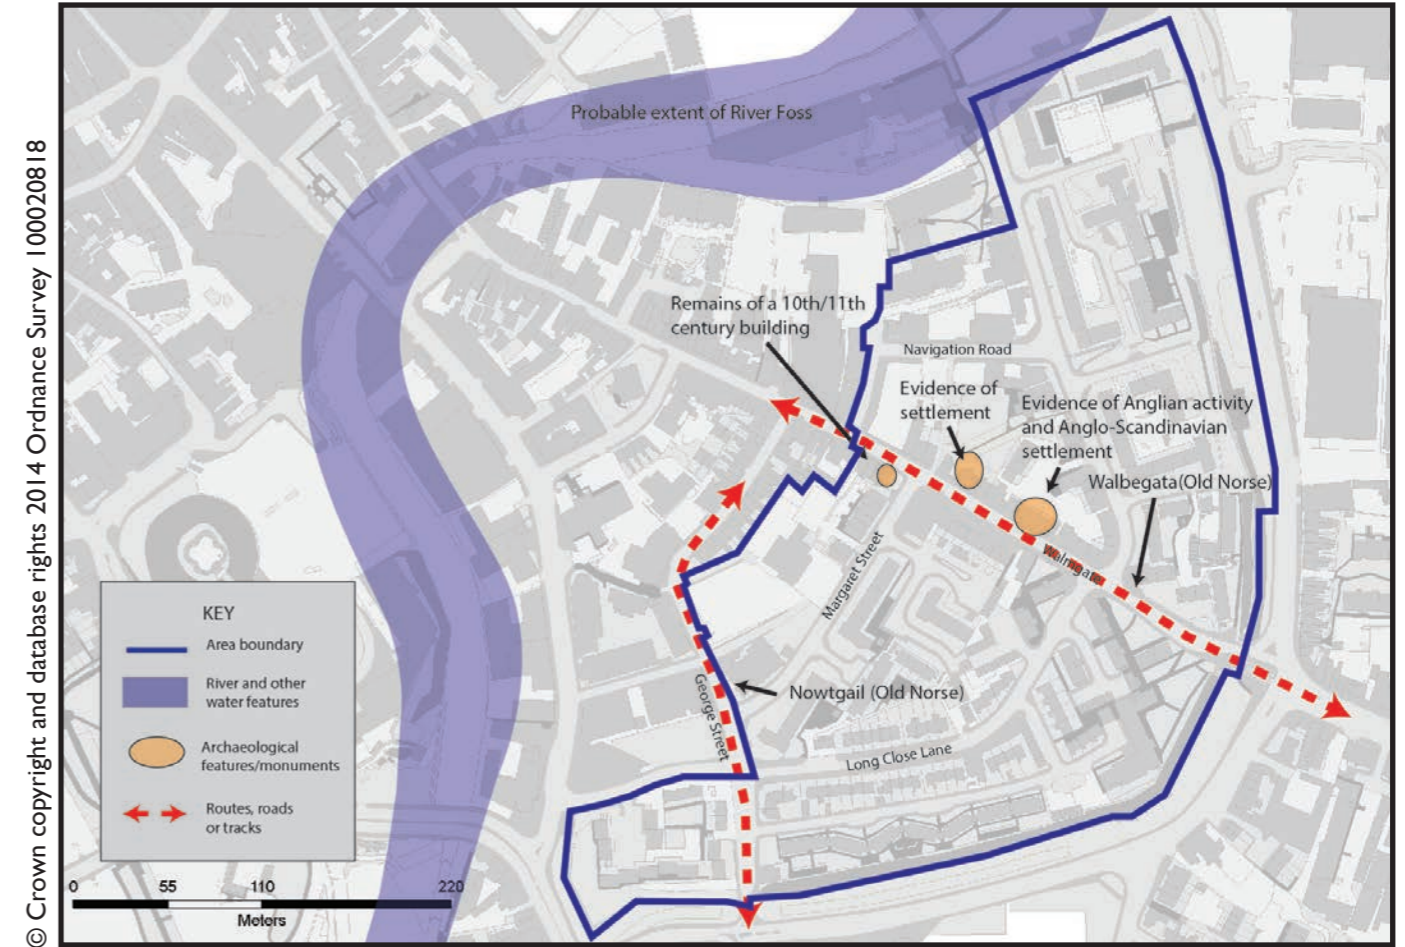 © Crown copyright and database rights 2014 Ordnance Survey 100020818
Probable extent of River Foss
Remains of a 10th/11th
century building
Navigation Road
Evidence of
settlement
Evidence of Anglian activity
and Anglo-Scandinavian
settlement
Walbegata(Old Norse)
Walmgate
Margaret Street
Nowtgail (Old Norse)
George Street
Long Close Lane
KEY
Area boundary
River and other
water features
Archaeological
features/monuments
Routes, roads
or tracks
0 55 110 220
Meters